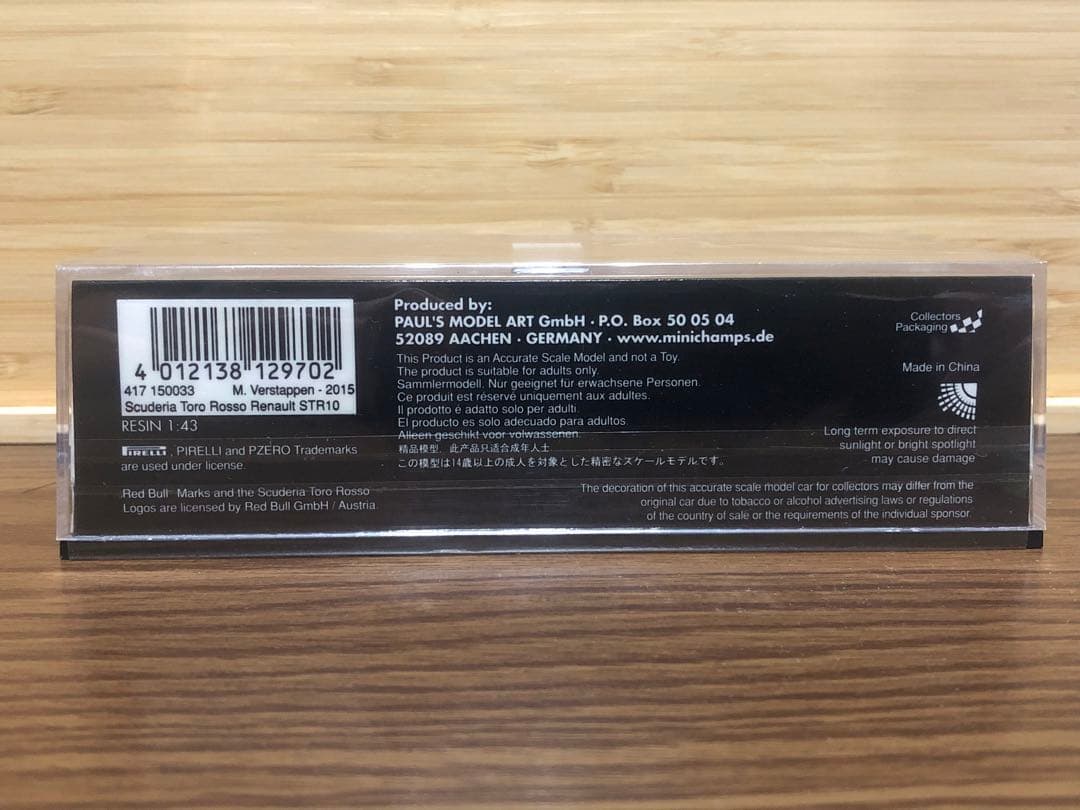 4 012138 129702
417 150033 M. Verstappen - 2015
Scuderia Toro Rosso Renault STR10
RESIN 1:43
PIRELLI , PIRELLI and PZERO Trademarks
are used under license.
Red Bull Marks and the Scuderia Toro Rosso
Logos are licensed by Red Bull GmbH / Austria.
Produced by:
PAUL'S MODEL ART GmbH · P.O. Box 50 05 04
52089 AACHEN · GERMANY · www.minichamps.de
This Product is an Accurate Scale Model and not a Toy.
The product is suitable for adults only.
Sammlermodell. Nur geeignet für erwachsene Personen.
Ce produit est réservé uniquement aux adultes.
Il prodotto é adatto solo per adulti.
El producto es solo adecuado para adultos.
Alleen geschikt voor volwassenen.
精品模型，此产品只适合成年人士
この模型は14歳以上の成人を対象とした精密なスケールモデルです。
Collectors
Packaging
Made in China
Long term exposure to direct
sunlight or bright spotlight
may cause damage
The decoration of this accurate scale model car for collectors may differ from the
original car due to tobacco or alcohol advertising laws or regulations
of the country of sale or the requirements of the individual sponsor.